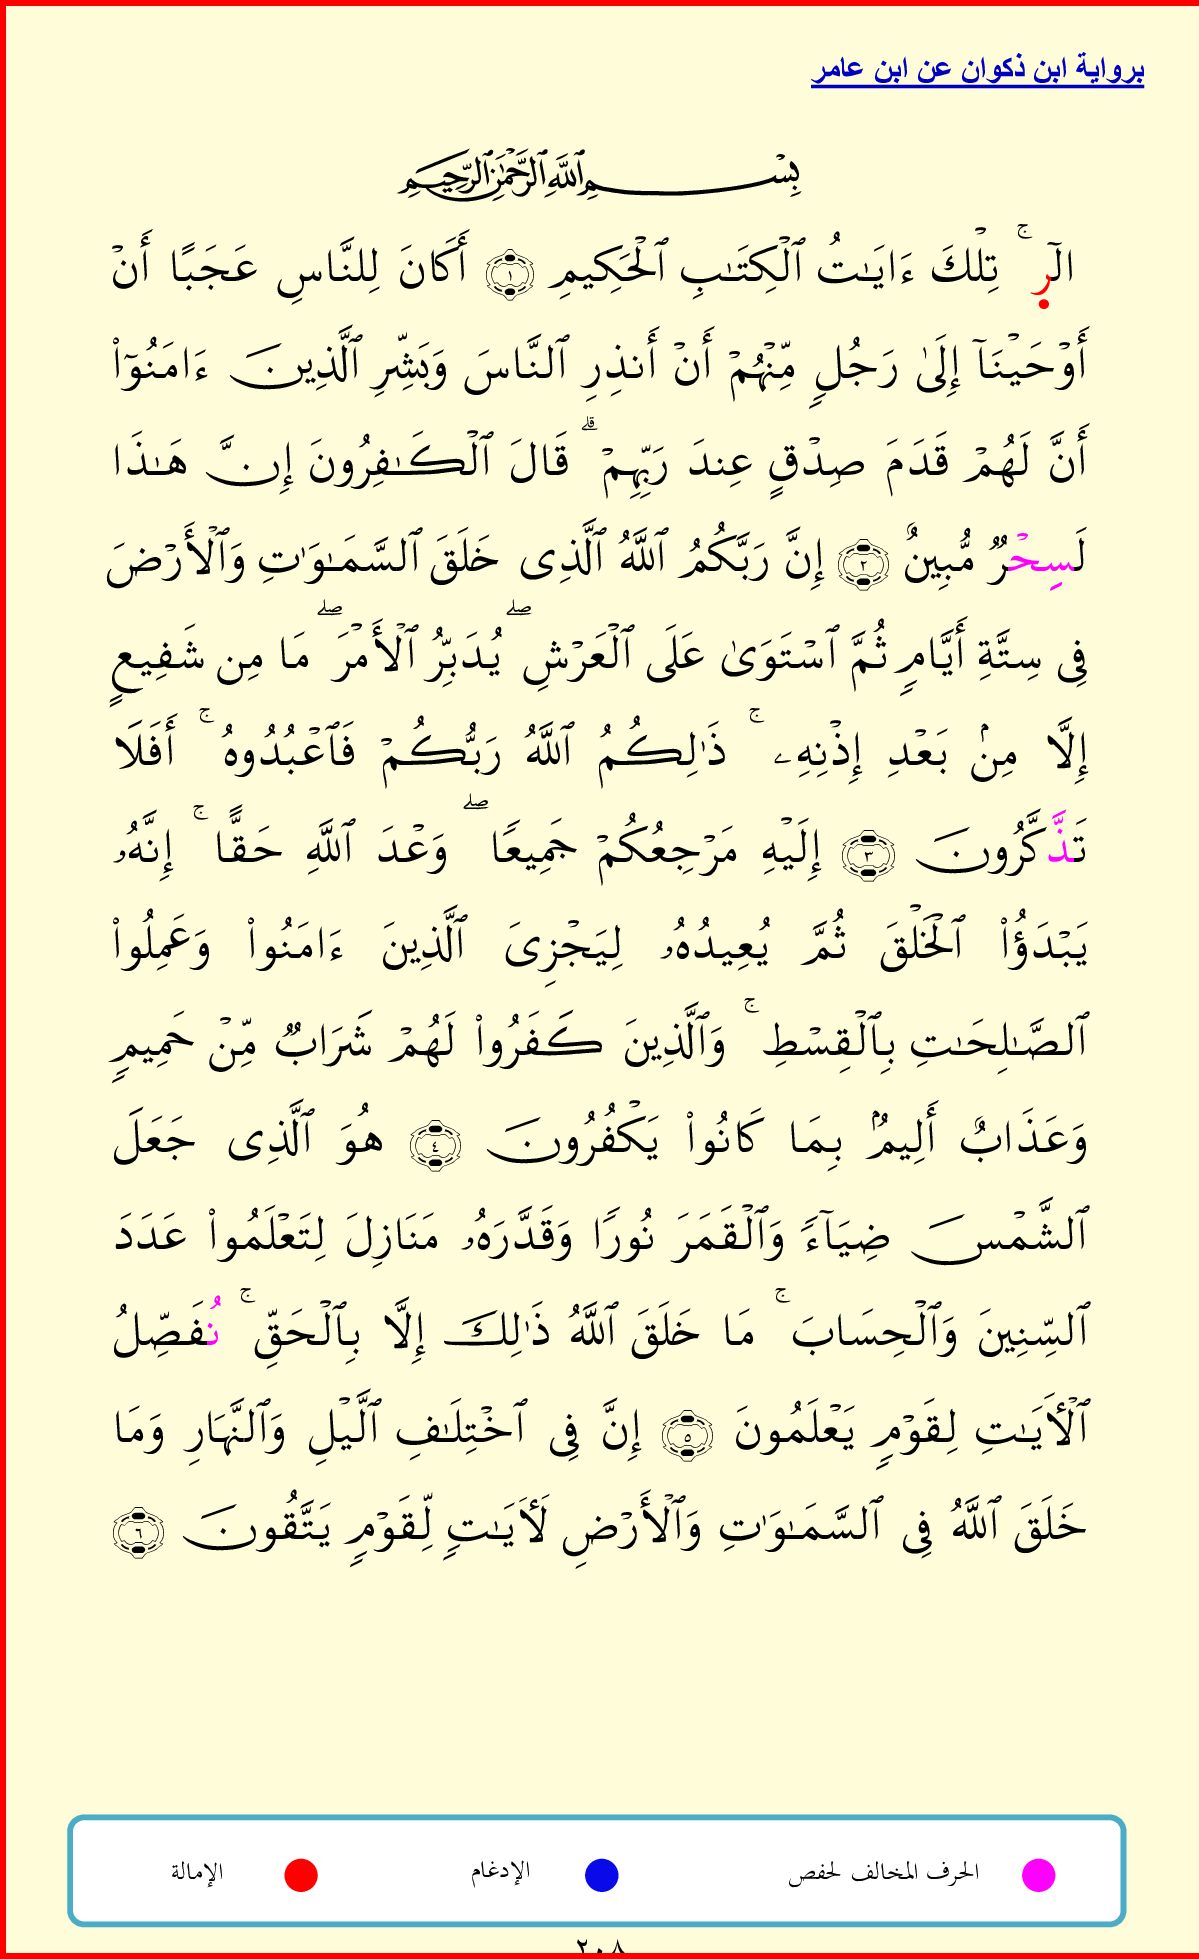 برواية ابن ذكوان عن ابن عامر
بِسْمِ ٱللَّهِ ٱلرَّحْمَٰنِ ٱلرَّحِيمِ
الٓر ۚ تِلْكَ ءَايَٰتُ ٱلْكِتَٰبِ ٱلْحَكِيمِ ١ أَكَانَ لِلنَّاسِ عَجَبًا أَنْ
أَوْحَيْنَآ إِلَىٰ رَجُلٍ مِّنْهُمْ أَنْ أَنذِرِ ٱلنَّاسَ وَبَشِّرِ ٱلَّذِينَ ءَامَنُوٓا۟
أَنَّ لَهُمْ قَدَمَ صِدْقٍ عِندَ رَبِّهِمْ ۗ قَالَ ٱلْكَٰفِرُونَ إِنَّ هَٰذَا
لَسِحْرٌ مُّبِينٌ ٢ إِنَّ رَبَّكُمُ ٱللَّهُ ٱلَّذِى خَلَقَ ٱلسَّمَٰوَٰتِ وَٱلْأَرْضَ
فِى سِتَّةِ أَيَّامٍ ثُمَّ ٱسْتَوَىٰ عَلَى ٱلْعَرْشِ ۖ يُدَبِّرُ ٱلْأَمْرَ ۖ مَا مِن شَفِيعٍ
إِلَّا مِنۢ بَعْدِ إِذْنِهِۦ ۚ ذَٰلِكُمُ ٱللَّهُ رَبُّكُمْ فَٱعْبُدُوهُ ۚ أَفَلَا
تَذَّكَّرُونَ ٣ إِلَيْهِ مَرْجِعُكُمْ جَمِيعًا ۖ وَعْدَ ٱللَّهِ حَقًّا ۚ إِنَّهُۥ
يَبْدَؤُا۟ ٱلْخَلْقَ ثُمَّ يُعِيدُهُۥ لِيَجْزِىَ ٱلَّذِينَ ءَامَنُوا۟ وَعَمِلُوا۟
ٱلصَّٰلِحَٰتِ بِٱلْقِسْطِ ۚ وَٱلَّذِينَ كَفَرُوا۟ لَهُمْ شَرَابٌ مِّنْ حَمِيمٍ
وَعَذَابٌ أَلِيمٌۢ بِمَا كَانُوا۟ يَكْفُرُونَ ٤ هُوَ ٱلَّذِى جَعَلَ
ٱلشَّمْسَ ضِيَآءً وَٱلْقَمَرَ نُورًا وَقَدَّرَهُۥ مَنَازِلَ لِتَعْلَمُوا۟ عَدَدَ
ٱلسِّنِينَ وَٱلْحِسَابَ ۚ مَا خَلَقَ ٱللَّهُ ذَٰلِكَ إِلَّا بِٱلْحَقِّ ۚ نُفَصِّلُ
ٱلْأَيَٰتِ لِقَوْمٍ يَعْلَمُونَ ٥ إِنَّ فِى ٱخْتِلَٰفِ ٱلَّيْلِ وَٱلنَّهَارِ وَمَا
خَلَقَ ٱللَّهُ فِى ٱلسَّمَٰوَٰتِ وَٱلْأَرْضِ لَأَيَٰتٍ لِّقَوْمٍ يَتَّقُونَ ٦
الحرف المخالف لحفص الإدغام الإمالة
٢٠٨